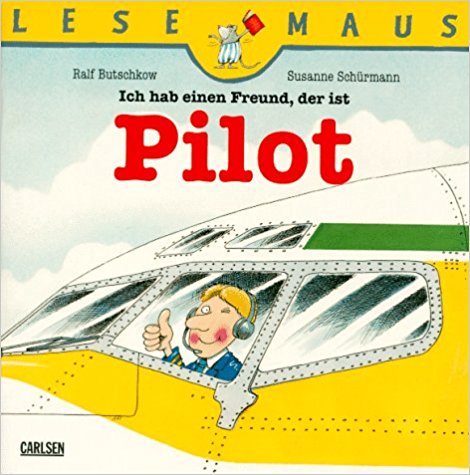 LESE MAUS
Ralf Butschkow Susanne Schürmann
Ich hab einen Freund, der ist
Pilot
CARLSEN